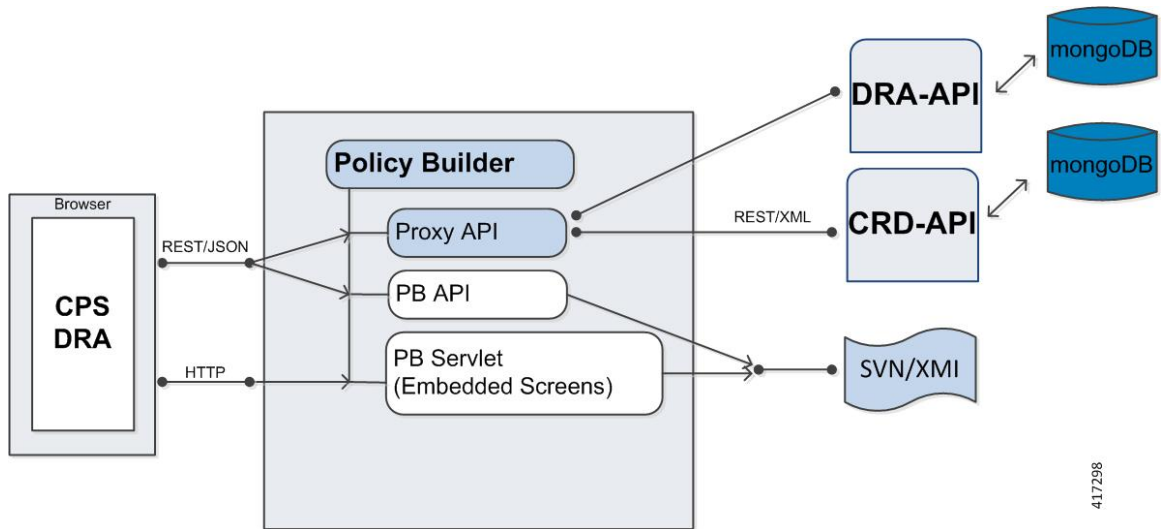 Browser
CPS
DRA
REST/JSON
HTTP
Policy Builder
Proxy API
PB API
PB Servlet
(Embedded Screens)
REST/XML
DRA-API
mongoDB
CRD-API
mongoDB
SVN/XMI
417298